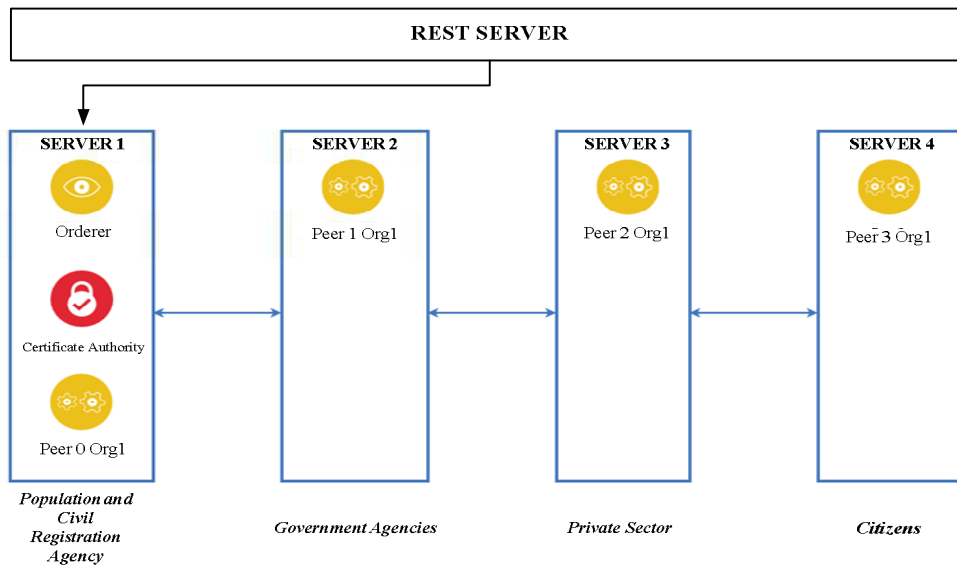 REST SERVER
SERVER 1
Orderer
Certificate Authority
Peer 0 Org1
Population and
Civil
Registration
Agency
SERVER 2
Peer 1 Org1
Government Agencies
SERVER 3
Peer 2 Org1
Private Sector
SERVER 4
Peer 3 Org1
Citizens